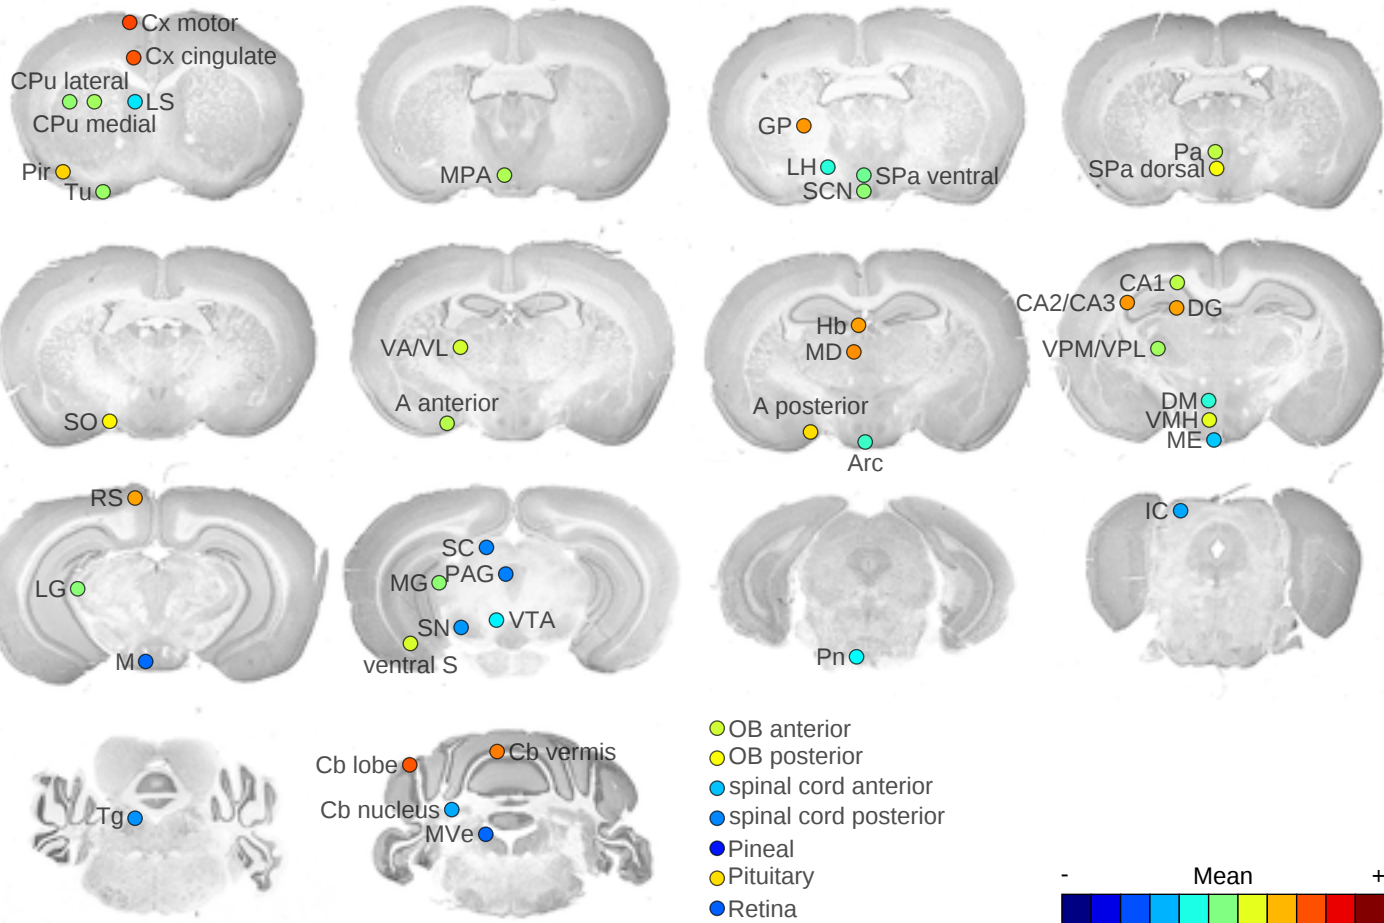 Cx motor
Cx cingulate
CPu lateral
LS
CPu medial
Pir
Tu
MPA
GP
LH
SPa ventral
SCN
Pa
SPa dorsal
SO
VA/VL
A anterior
Hb
MD
A posterior
Arc
CA1
CA2/CA3
DG
VPM/VPL
DM
VMH
ME
RS
LG
M
SC
MG
PAG
SN
VTA
ventral S
Pn
IC
Tg
Cb lobe
Cb vermis
Cb nucleus
MVe
OB anterior
OB posterior
spinal cord anterior
spinal cord posterior
Pineal
Pituitary
Retina
- Mean +